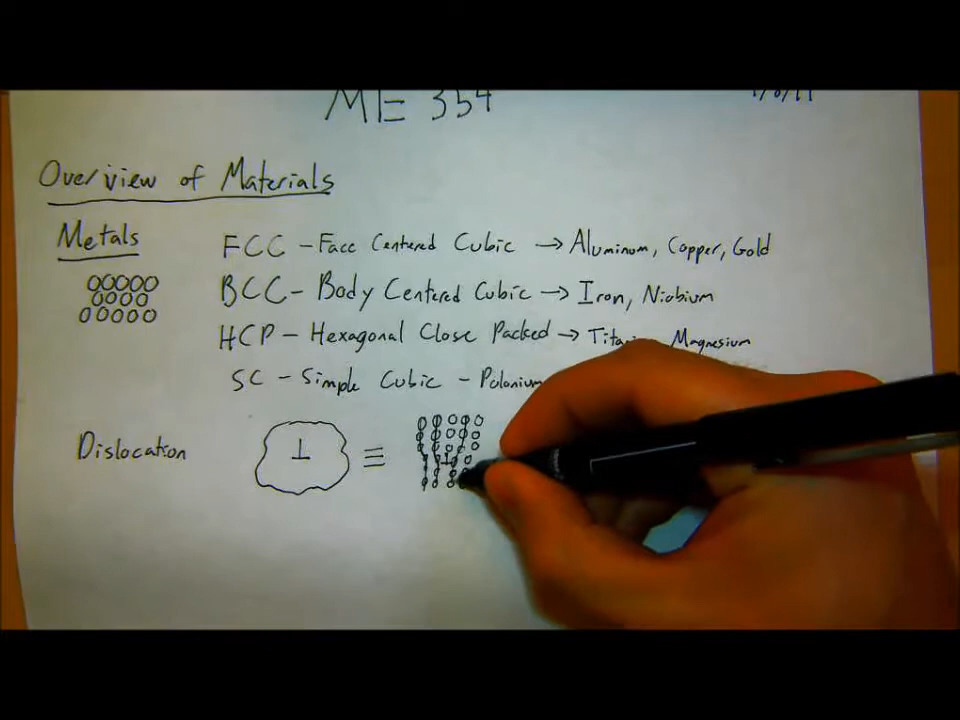 ME 354
Overview of Materials
Metals
FCC - Face Centered Cubic → Aluminum, Copper, Gold
BCC - Body Centered Cubic → Iron, Niobium
HCP - Hexagonal Close Packed → Magnesium
SC - Simple Cubic - Polonium
Dislocation ⊥ ≡